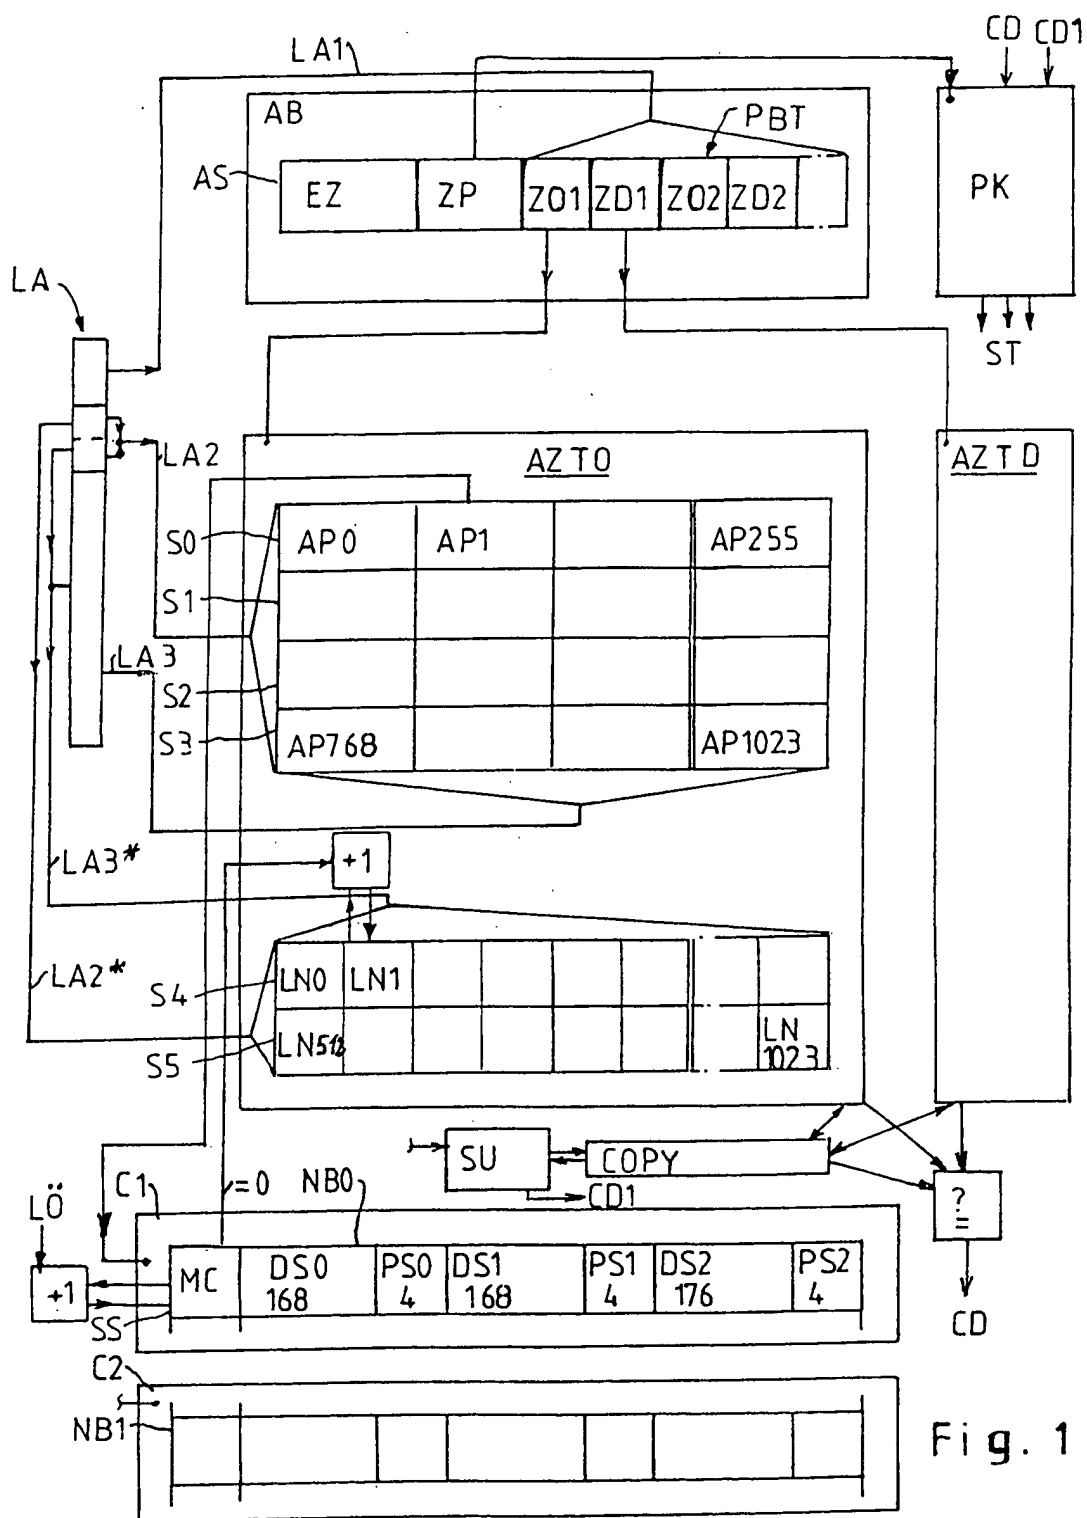 LA1
CD CD1
AB
PBT
AS
EZ ZP ZO1 ZD1 ZO2 ZD2
PK
LA
ST
LA2
AZTO
AZTD
S0 AP0 AP1 AP255
S1
LA3
S2
S3 AP768 AP1023
LA3*
+1
LA2*
S4 LN0 LN1
S5 LN512 LN
1023
SU COPY
CD1
?
=
=0 NB0
C1
LÖ
MC DS0 PS0 DS1 PS1 DS2 PS2
168 4 168 4 176 4
+1
SS
CD
C2
NB1
Fig. 1